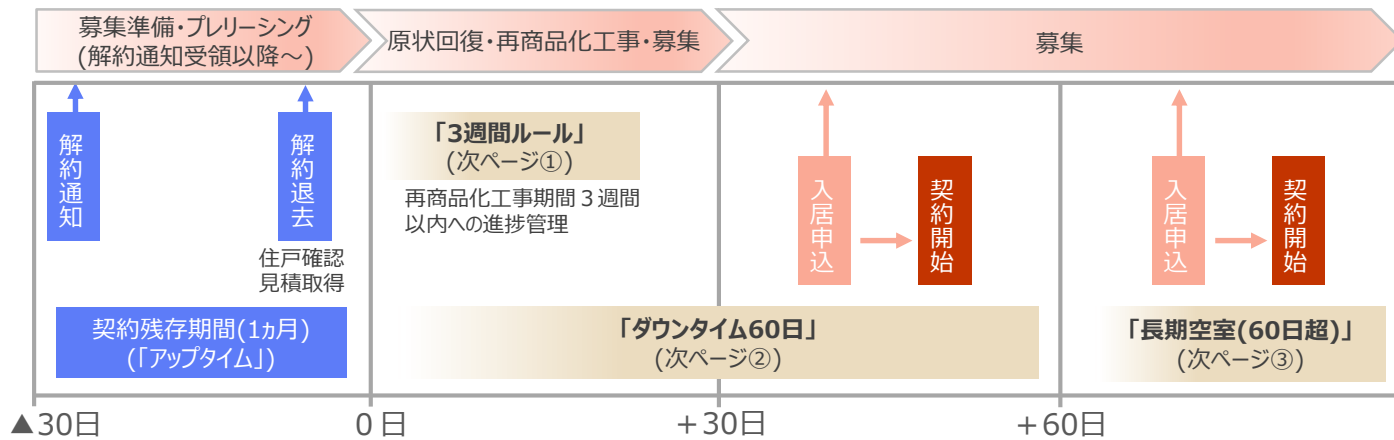 募集準備・プレリーシング
(解約通知受領以降～)
原状回復・再商品化工事・募集
募集
解約通知
解約退去
住戸確認
見積取得
「3週間ルール」
(次ページ①)
再商品化工事期間３週間
以内への進捗管理
入居申込
契約開始
入居申込
契約開始
契約残存期間(1ヵ月)
(「アップタイム」)
「ダウンタイム60日」
(次ページ②)
「長期空室(60日超)」
(次ページ③)
▲30日
０日
＋30日
＋60日